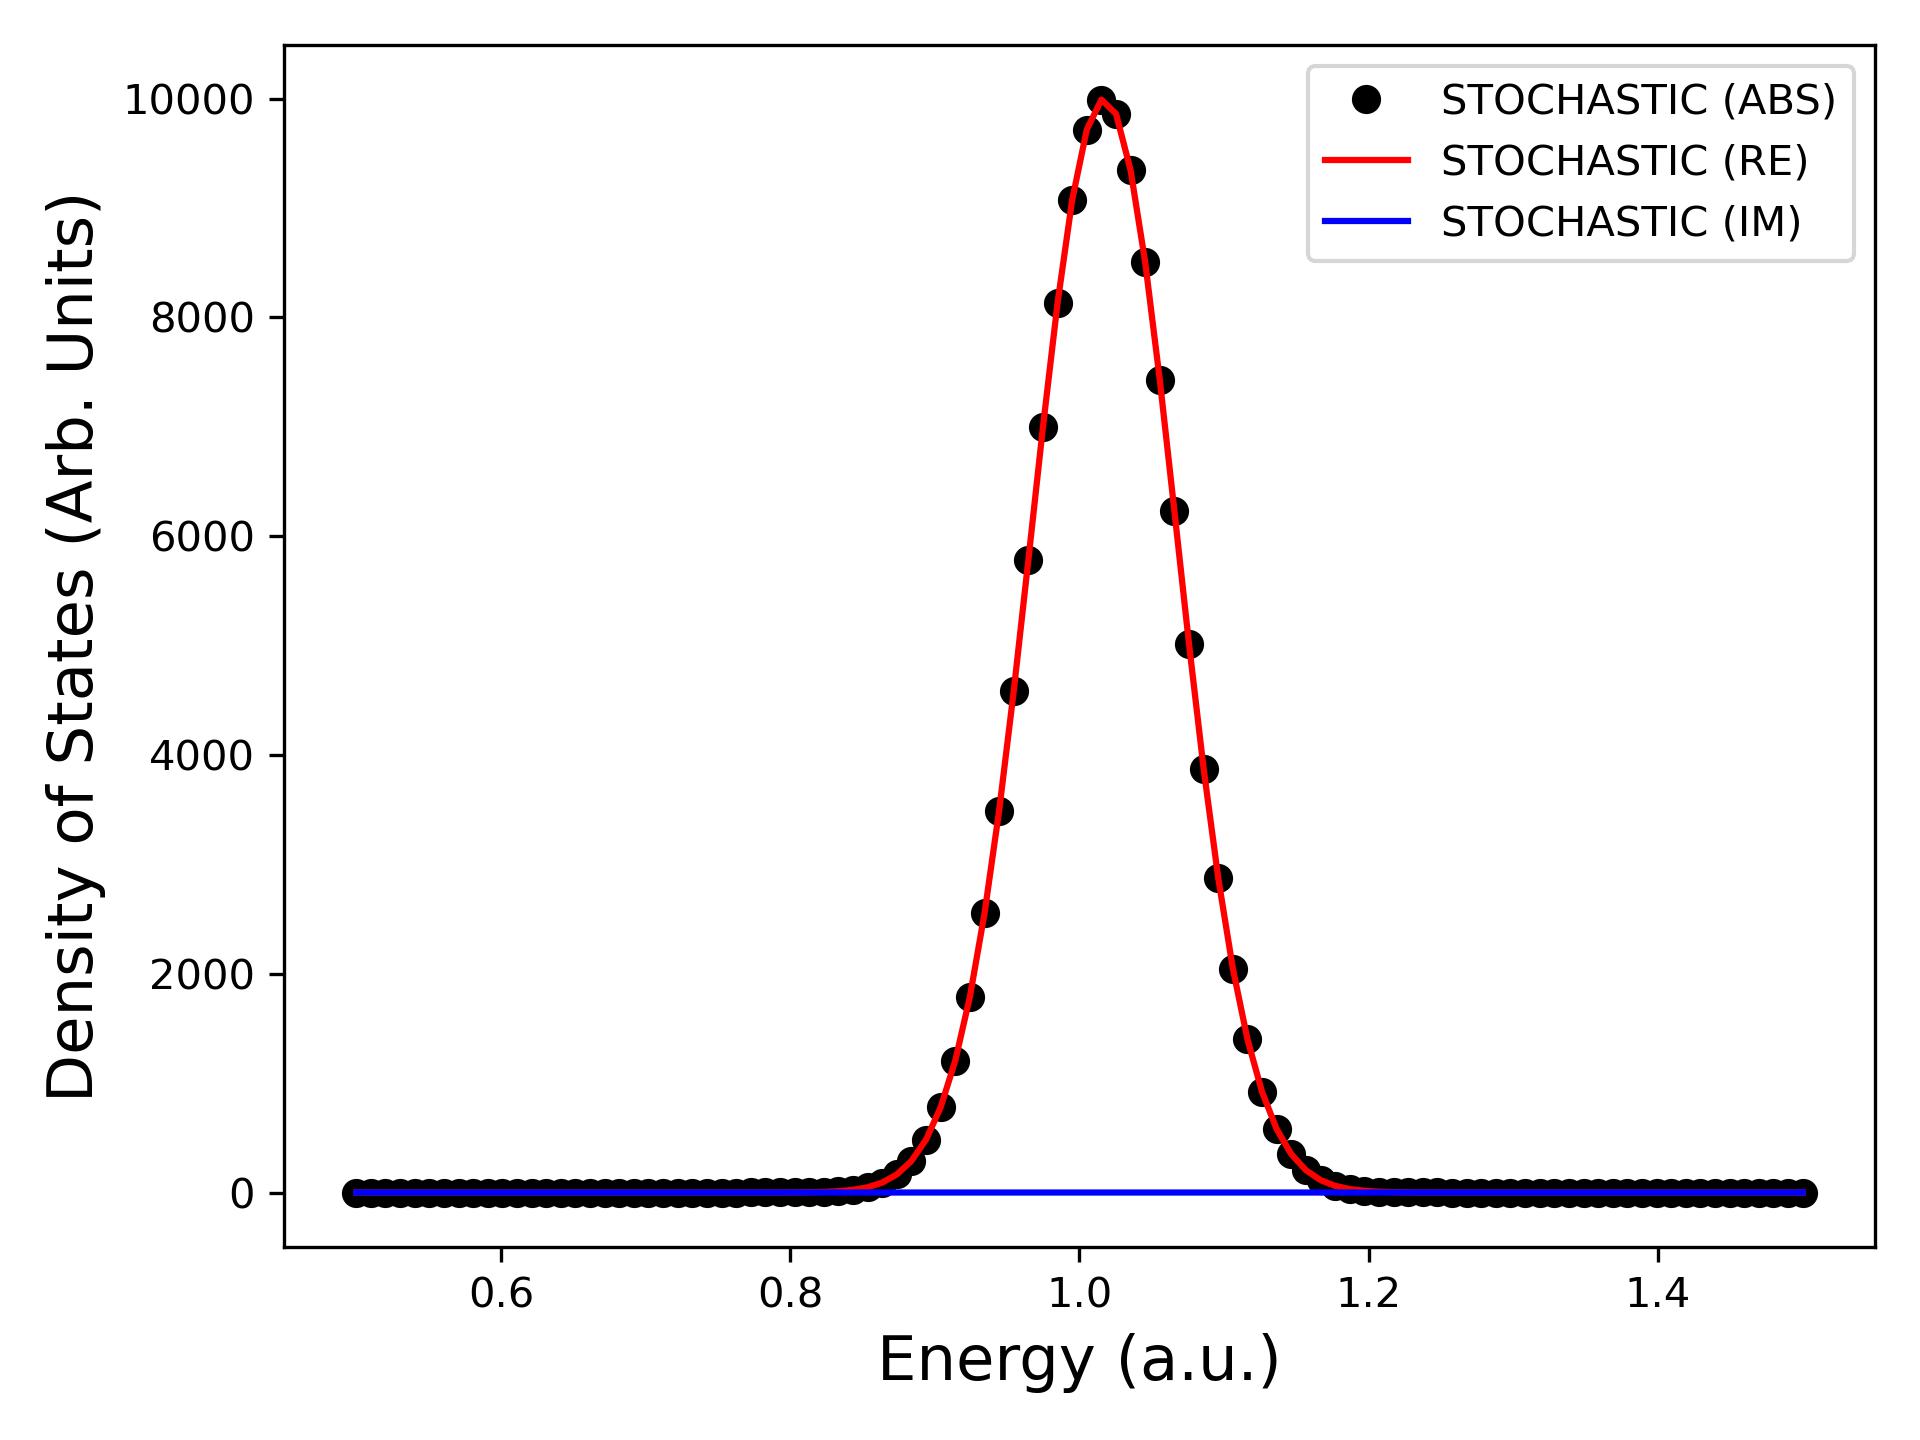 STOCHASTIC (ABS)
STOCHASTIC (RE)
STOCHASTIC (IM)
Density of States (Arb. Units)
10000
8000
6000
4000
2000
0
0.6
0.8
1.0
1.2
1.4
Energy (a.u.)